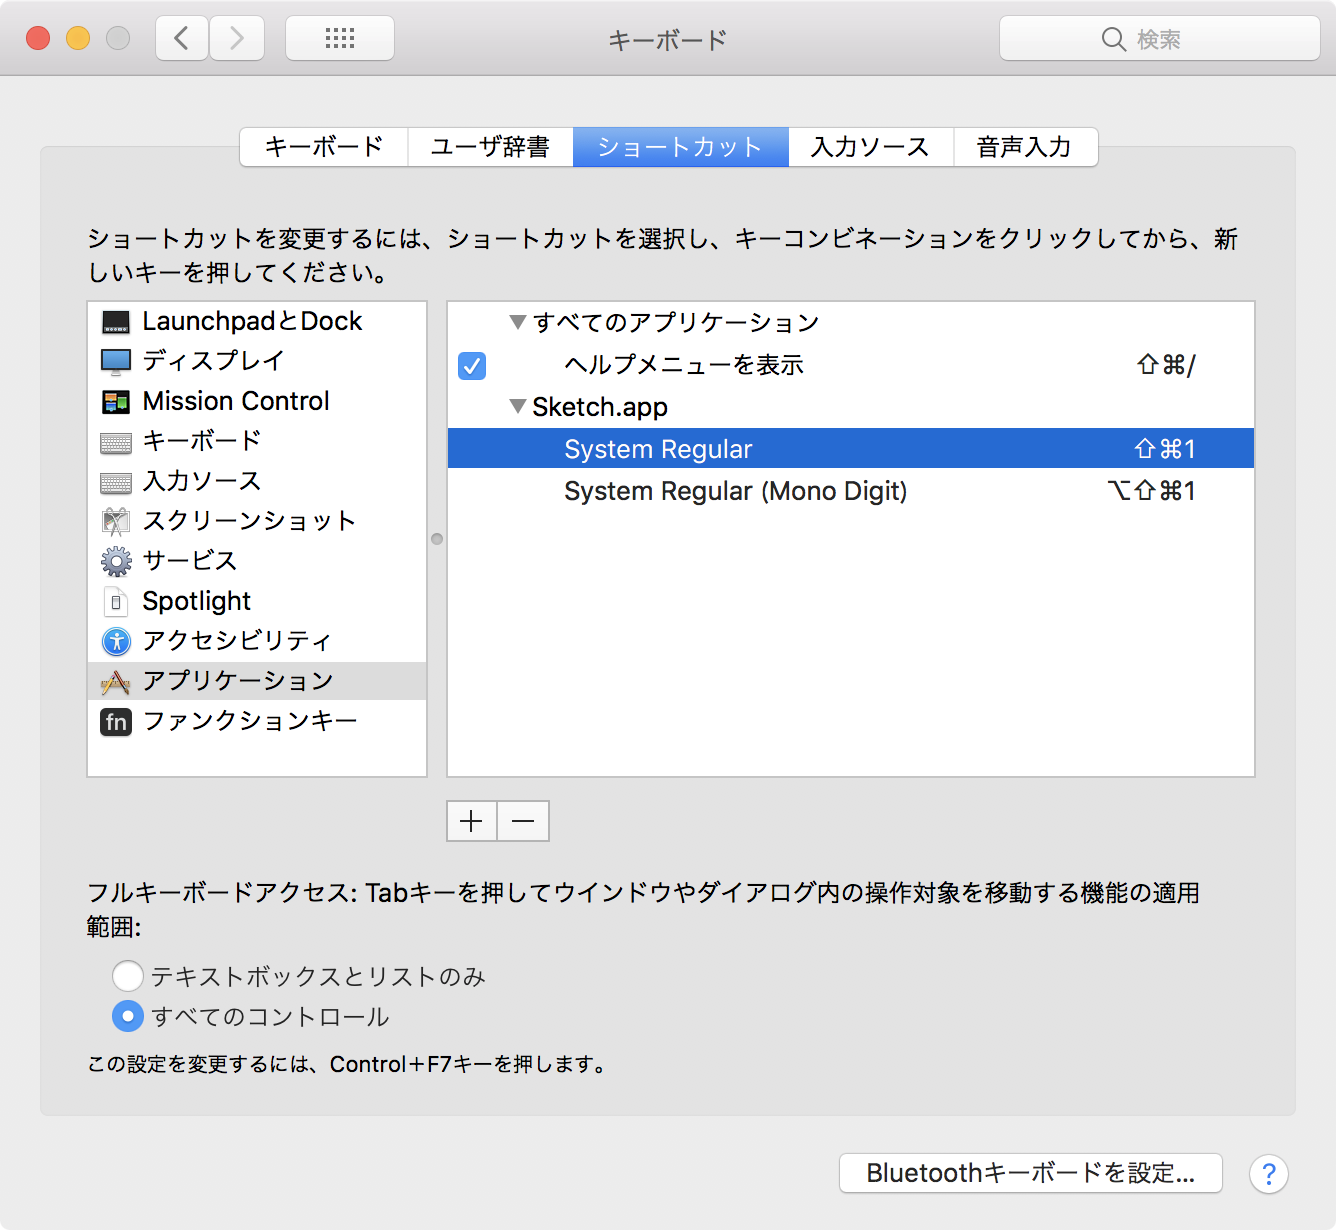 キーボード
検索
キーボード
ユーザ辞書
ショートカット
入力ソース
音声入力
ショートカットを変更するには、ショートカットを選択し、キーコンビネーションをクリックしてから、新
しいキーを押してください。
LaunchpadとDock
ディスプレイ
Mission Control
キーボード
入力ソース
スクリーンショット
サービス
Spotlight
アクセシビリティ
アプリケーション
fn ファンクションキー
▼すべてのアプリケーション
ヘルプメニューを表示 ⇧⌘/
▼Sketch.app
System Regular ⇧⌘1
System Regular (Mono Digit) ⌥⇧⌘1
フルキーボードアクセス: Tabキーを押してウインドウやダイアログ内の操作対象を移動する機能の適用
範囲:
テキストボックスとリストのみ
すべてのコントロール
この設定を変更するには、Control+F7キーを押します。
Bluetoothキーボードを設定...
?